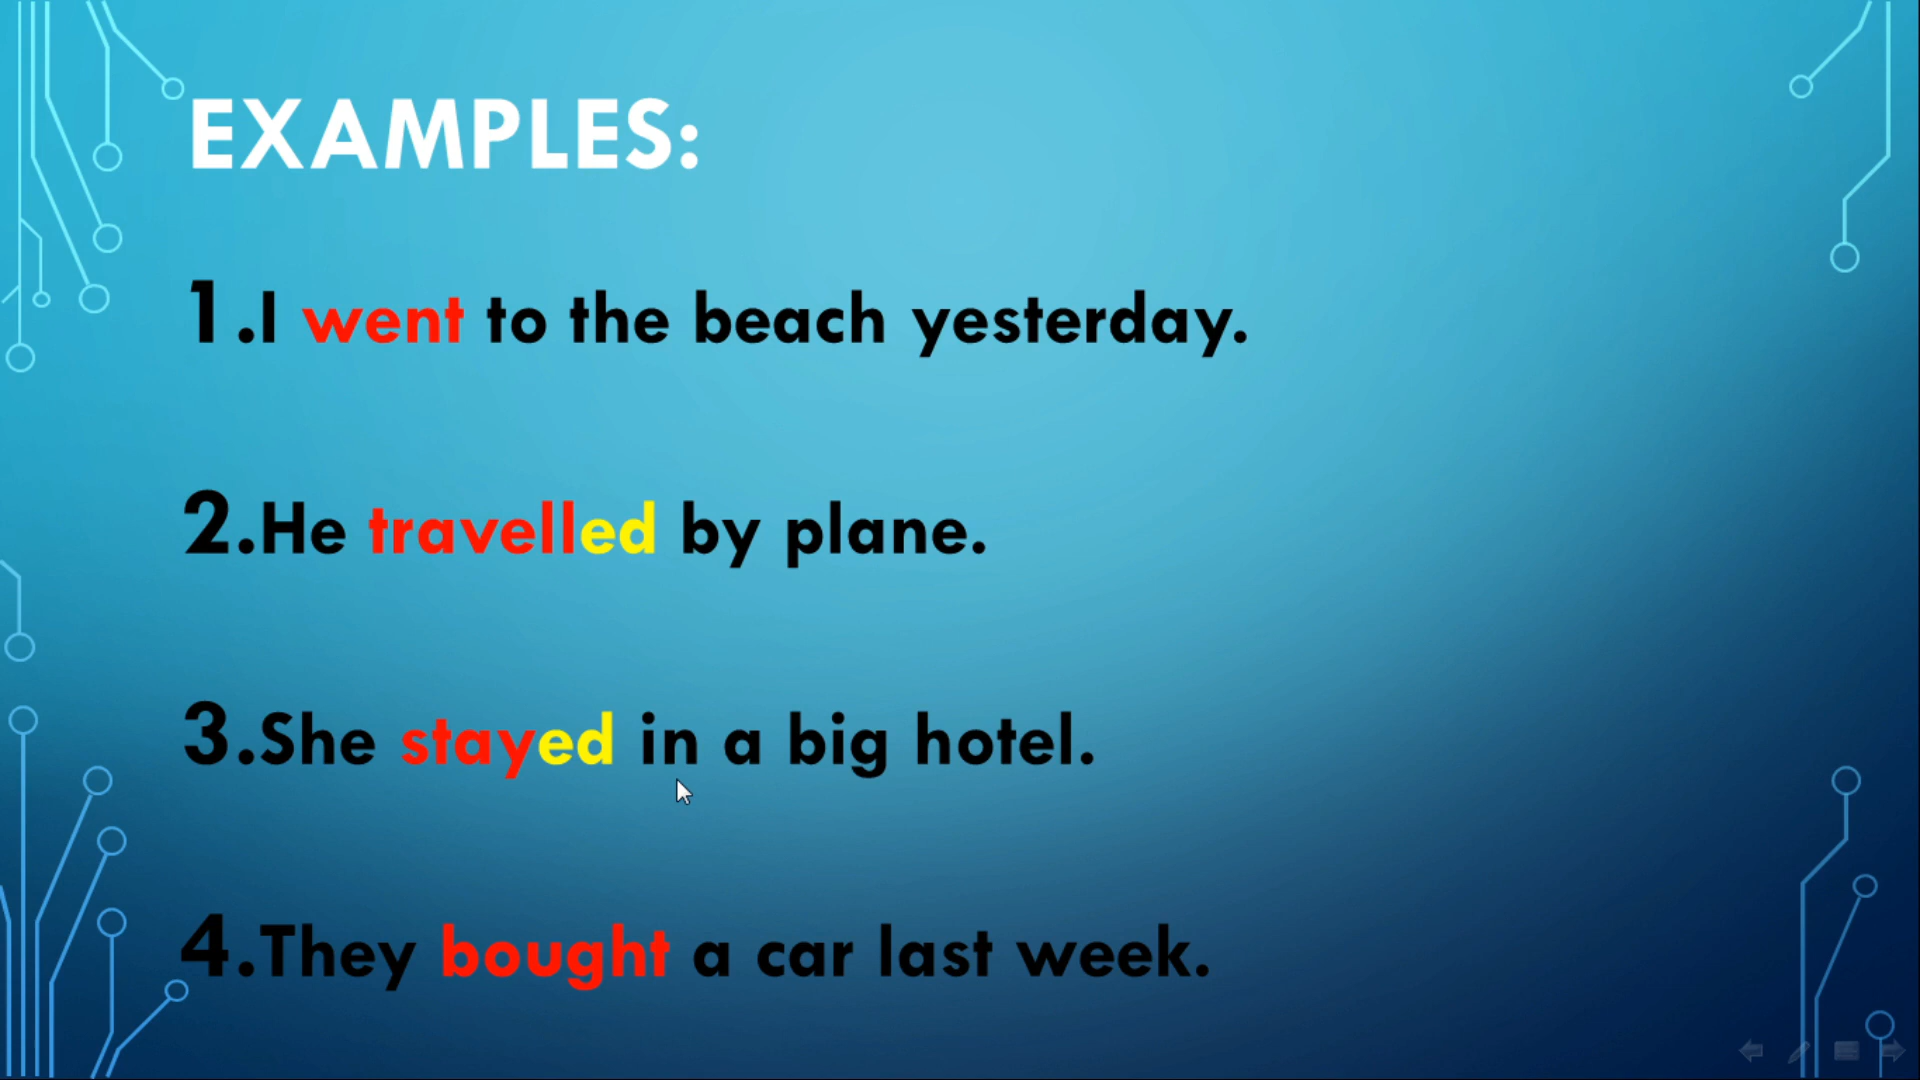 EXAMPLES:
1.I went to the beach yesterday.
2.He travelled by plane.
3.She stayed in a big hotel.
4.They bought a car last week.